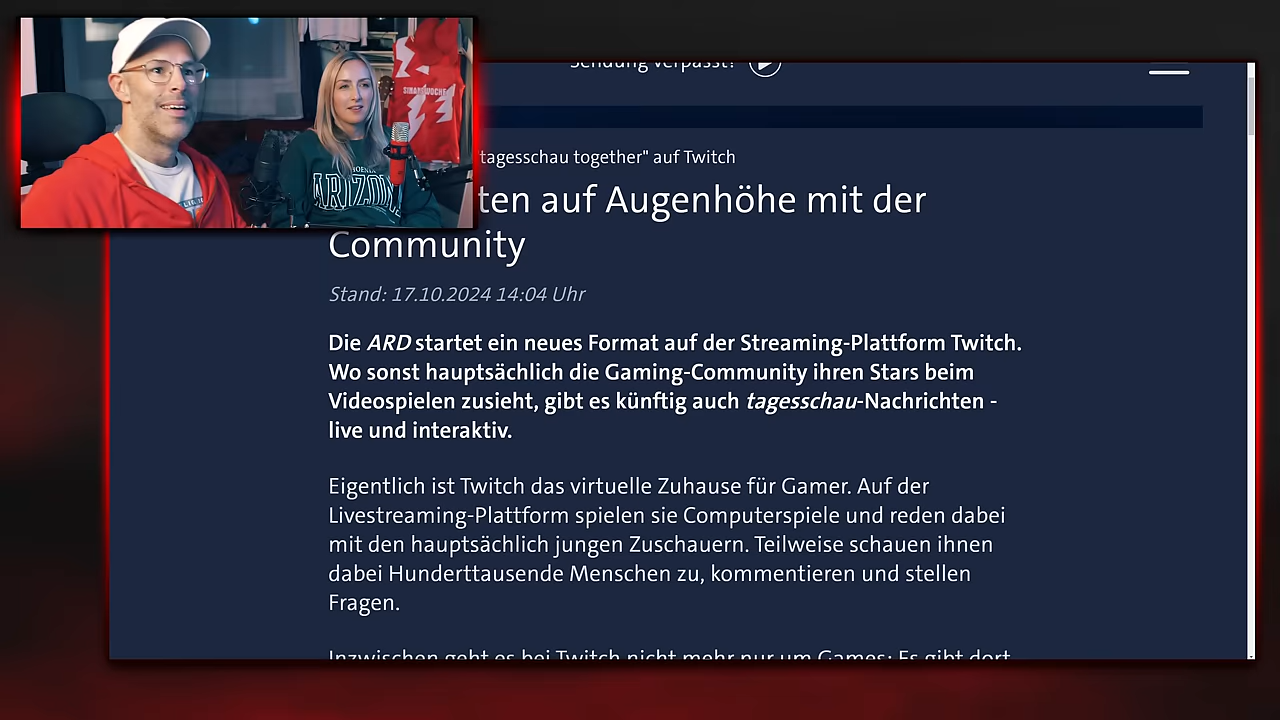 Sendung verpasst?
tagesschau together" auf Twitch
ten auf Augenhöhe mit der
Community
Stand: 17.10.2024 14:04 Uhr
Die ARD startet ein neues Format auf der Streaming-Plattform Twitch.
Wo sonst hauptsächlich die Gaming-Community ihren Stars beim
Videospielen zusieht, gibt es künftig auch tagesschau-Nachrichten -
live und interaktiv.
Eigentlich ist Twitch das virtuelle Zuhause für Gamer. Auf der
Livestreaming-Plattform spielen sie Computerspiele und reden dabei
mit den hauptsächlich jungen Zuschauern. Teilweise schauen ihnen
dabei Hunderttausende Menschen zu, kommentieren und stellen
Fragen.
Inzwischen geht es bei Twitch nicht mehr nur um Games: Es gibt dort
ARIZON